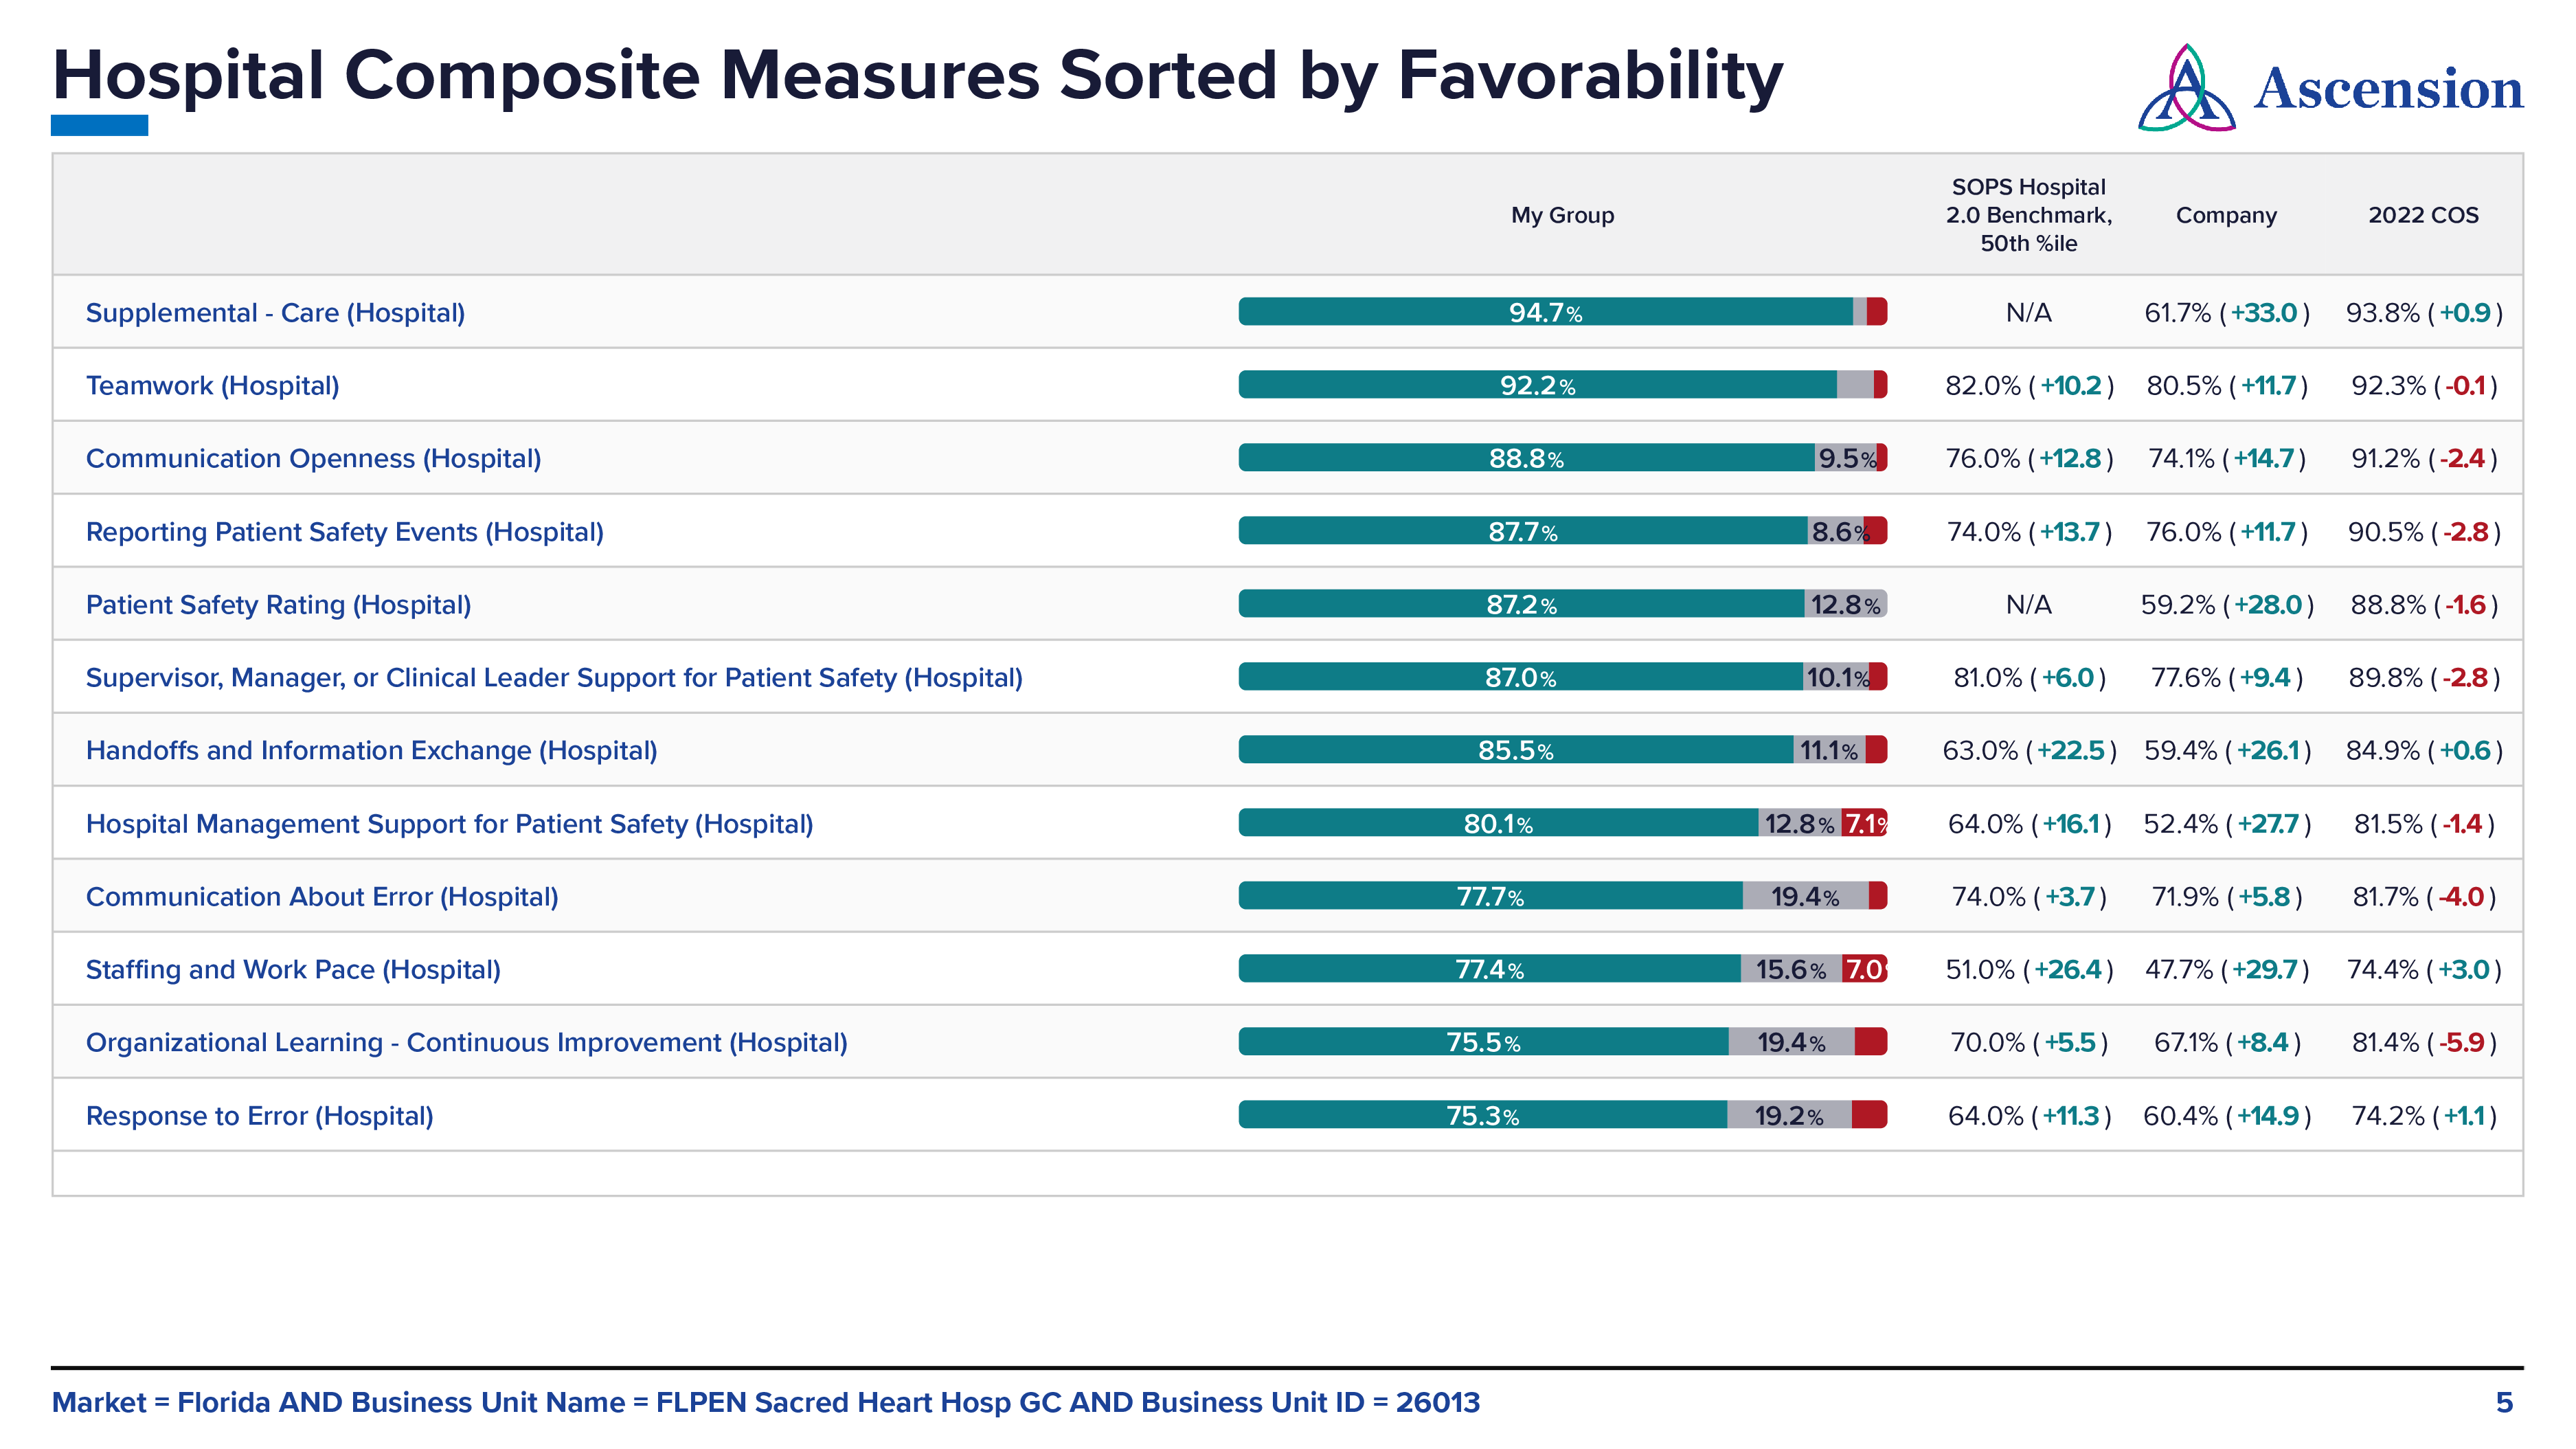 Hospital Composite Measures Sorted by Favorability
Ascension
My Group
SOPS Hospital
2.0 Benchmark,
50th %ile
Company
2022 COS
Supplemental - Care (Hospital) 94.7% N/A 61.7% ( +33.0 ) 93.8% ( +0.9 )
Teamwork (Hospital) 92.2% 82.0% ( +10.2 ) 80.5% ( +11.7 ) 92.3% ( -0.1 )
Communication Openness (Hospital) 88.8% 9.5% 76.0% ( +12.8 ) 74.1% ( +14.7 ) 91.2% ( -2.4 )
Reporting Patient Safety Events (Hospital) 87.7% 8.6% 74.0% ( +13.7 ) 76.0% ( +11.7 ) 90.5% ( -2.8 )
Patient Safety Rating (Hospital) 87.2% 12.8% N/A 59.2% ( +28.0 ) 88.8% ( -1.6 )
Supervisor, Manager, or Clinical Leader Support for Patient Safety (Hospital) 87.0% 10.1% 81.0% ( +6.0 ) 77.6% ( +9.4 ) 89.8% ( -2.8 )
Handoffs and Information Exchange (Hospital) 85.5% 11.1% 63.0% ( +22.5 ) 59.4% ( +26.1 ) 84.9% ( +0.6 )
Hospital Management Support for Patient Safety (Hospital) 80.1% 12.8% 7.1% 64.0% ( +16.1 ) 52.4% ( +27.7 ) 81.5% ( -1.4 )
Communication About Error (Hospital) 77.7% 19.4% 74.0% ( +3.7 ) 71.9% ( +5.8 ) 81.7% ( -4.0 )
Staffing and Work Pace (Hospital) 77.4% 15.6% 7.0 51.0% ( +26.4 ) 47.7% ( +29.7 ) 74.4% ( +3.0 )
Organizational Learning - Continuous Improvement (Hospital) 75.5% 19.4% 70.0% ( +5.5 ) 67.1% ( +8.4 ) 81.4% ( -5.9 )
Response to Error (Hospital) 75.3% 19.2% 64.0% ( +11.3 ) 60.4% ( +14.9 ) 74.2% ( +1.1 )
Market = Florida AND Business Unit Name = FLPEN Sacred Heart Hosp GC AND Business Unit ID = 26013
5